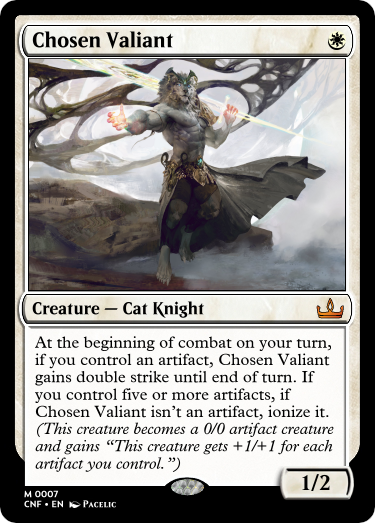 Chosen Valiant
Creature — Cat Knight
At the beginning of combat on your turn,
if you control an artifact, Chosen Valiant
gains double strike until end of turn. If
you control five or more artifacts, if
Chosen Valiant isn't an artifact, ionize it.
(This creature becomes a 0/0 artifact creature
and gains “This creature gets +1/+1 for each
artifact you control.”)
1/2
M 0007
CNF • EN Pacelic